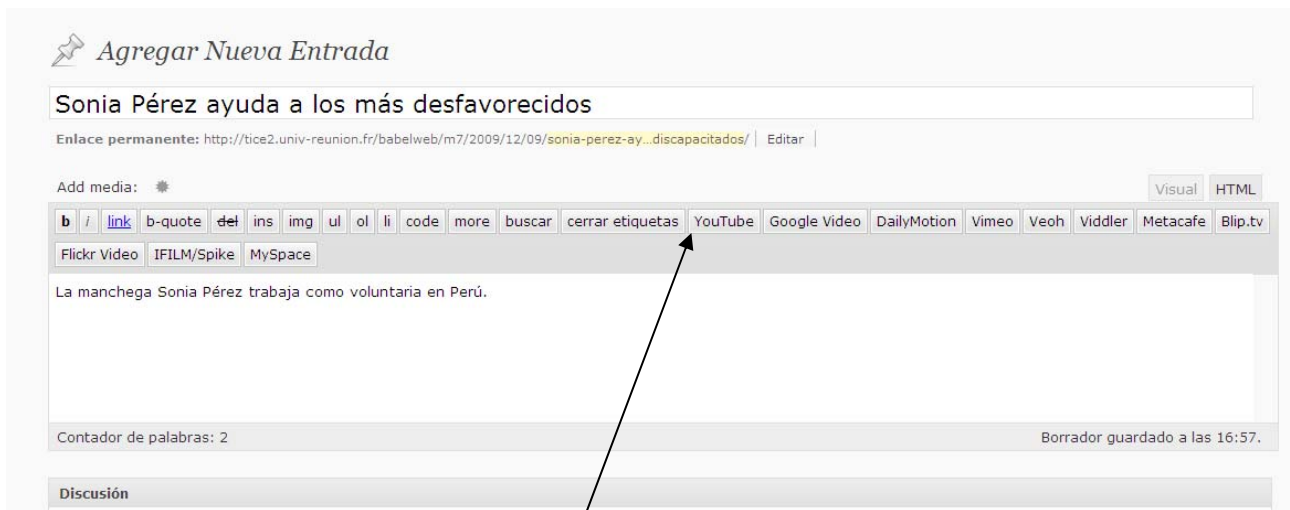 Agregar Nueva Entrada
Sonia Pérez ayuda a los más desfavorecidos
Enlace permanente: http://tice2.univ-reunion.fr/babelweb/m7/2009/12/09/sonia-perez-ay...discapacitados/ Editar
Add media:
Visual HTML
b i link b-quote del ins img ul ol li code more buscar cerrar etiquetas YouTube Google Video DailyMotion Vimeo Veoh Viddler Metacafe Blip.tv
Flickr Video IFILM/Spike MySpace
La manchega Sonia Pérez trabaja como voluntaria en Perú.
Contador de palabras: 2 Borrador guardado a las 16:57.
Discusión